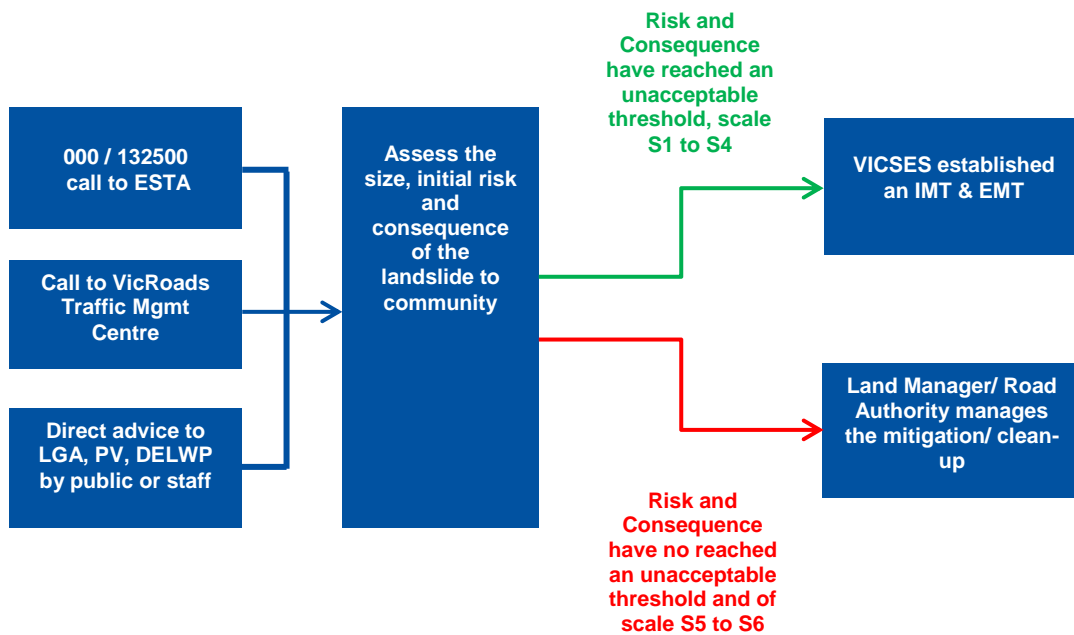 000 / 132500
call to ESTA
Call to VicRoads
Traffic Mgmt
Centre
Direct advice to
LGA, PV, DELWP
by public or staff
Assess the
size, initial risk
and
consequence
of the
landslide to
community
Risk and
Consequence
have reached an
unacceptable
threshold, scale
S1 to S4
VICSES established
an IMT & EMT
Land Manager/ Road
Authority manages
the mitigation/ clean-
up
Risk and
Consequence
have no reached
an unacceptable
threshold and of
scale S5 to S6